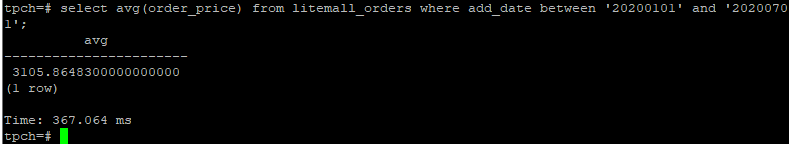 tpch=# select avg(order_price) from litemall_orders where add_date between '20200101' and '2020070
1';
avg
-----------------------
3105.8648300000000000
(1 row)
Time: 367.064 ms
tpch=#